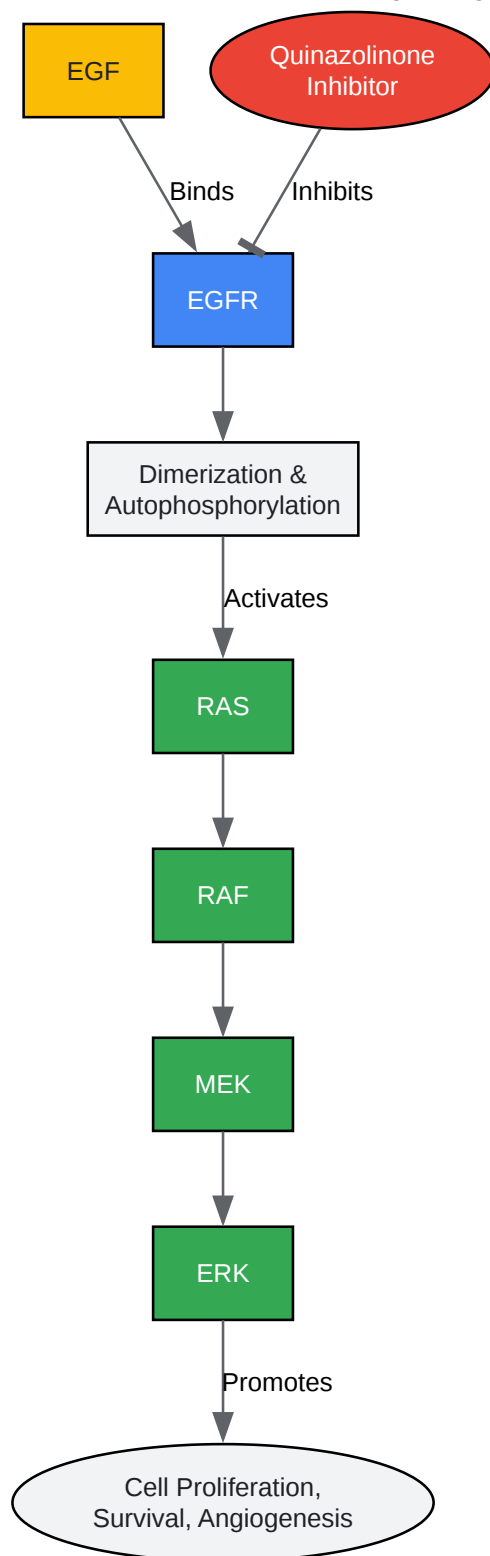 EGF
Quinazolinone
Inhibitor
Binds
Inhibits
EGFR
Dimerization &
Autophosphorylation
Activates
RAS
RAF
MEK
ERK
Promotes
Cell Proliferation,
Survival, Angiogenesis